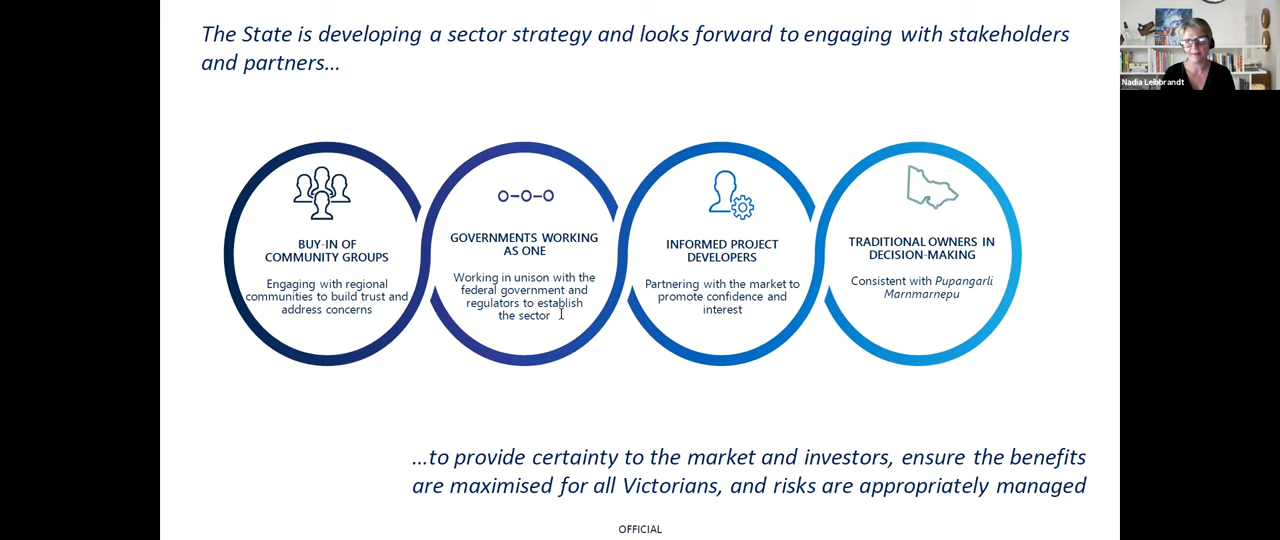 The State is developing a sector strategy and looks forward to engaging with stakeholders
and partners...
Nadia Leibbrandt
BUY-IN OF
COMMUNITY GROUPS
Engaging with regional
communities to build trust and
address concerns
GOVERNMENTS WORKING
AS ONE
Working in unison with the
federal government and
regulators to establish
the sector
INFORMED PROJECT
DEVELOPERS
Partnering with the market to
promote confidence and
interest
TRADITIONAL OWNERS IN
DECISION-MAKING
Consistent with Pupangarli
Marnmarnepu
...to provide certainty to the market and investors, ensure the benefits
are maximised for all Victorians, and risks are appropriately managed
OFFICIAL